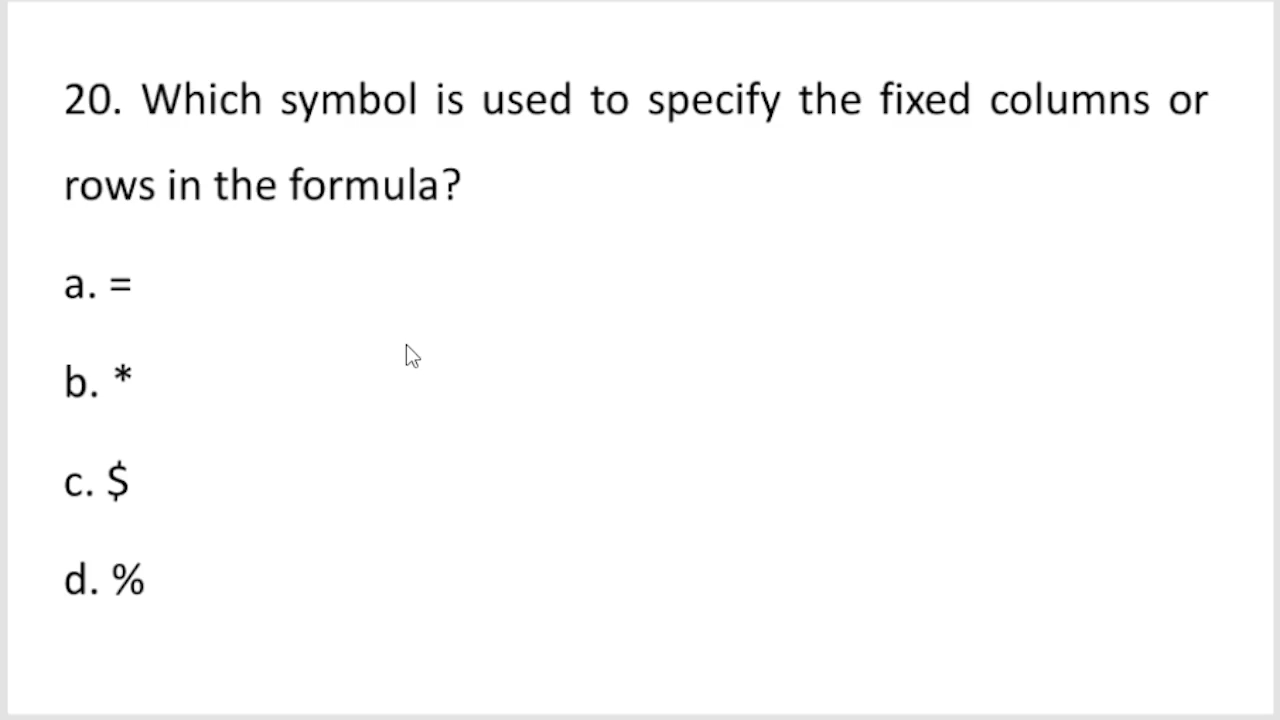 20. Which symbol is used to specify the fixed columns or
rows in the formula?
a. =
b. *
c. $
d. %